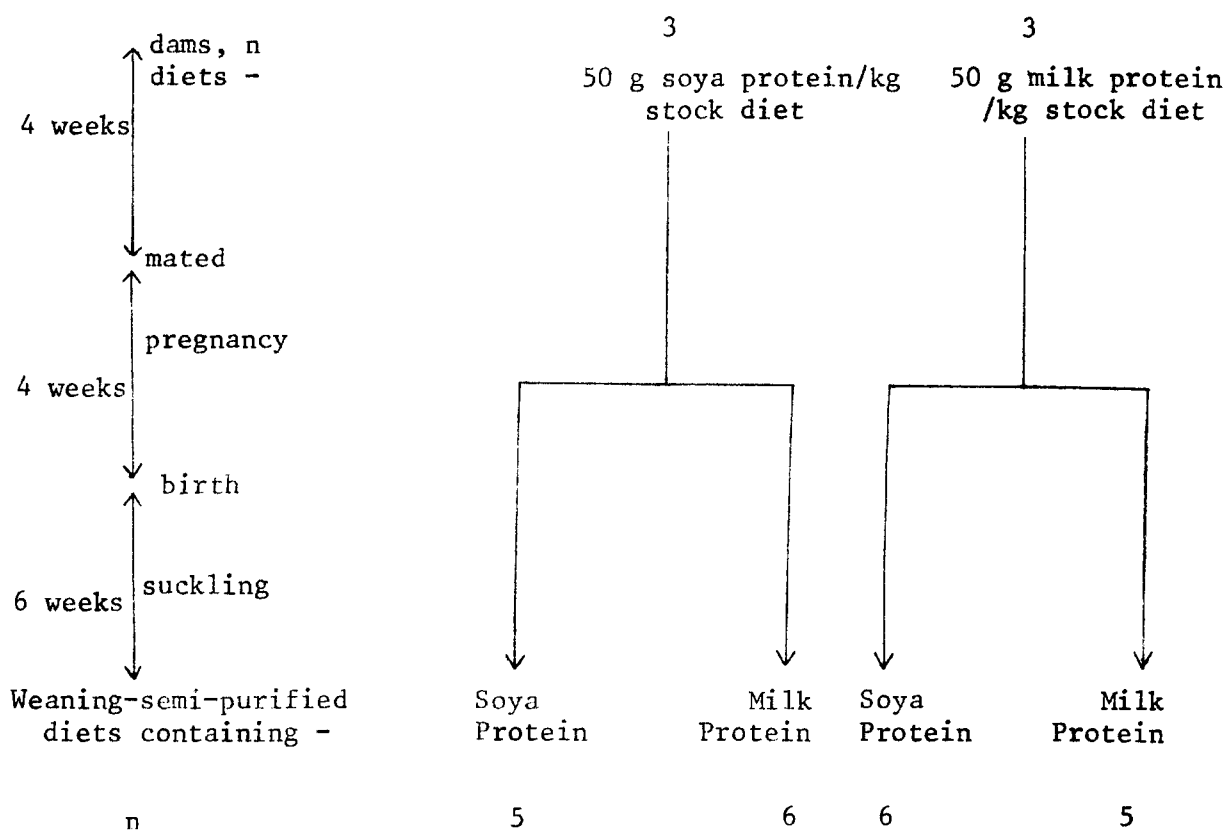 3 3
dams, n
diets -
50 g soya protein/kg
stock diet
50 g milk protein
/kg stock diet
4 weeks
mated
pregnancy
4 weeks
birth
suckling
6 weeks
Weaning-semi-purified
diets containing -
Soya
Protein
Milk
Protein
Soya
Protein
Milk
Protein
n 5 6 6 5